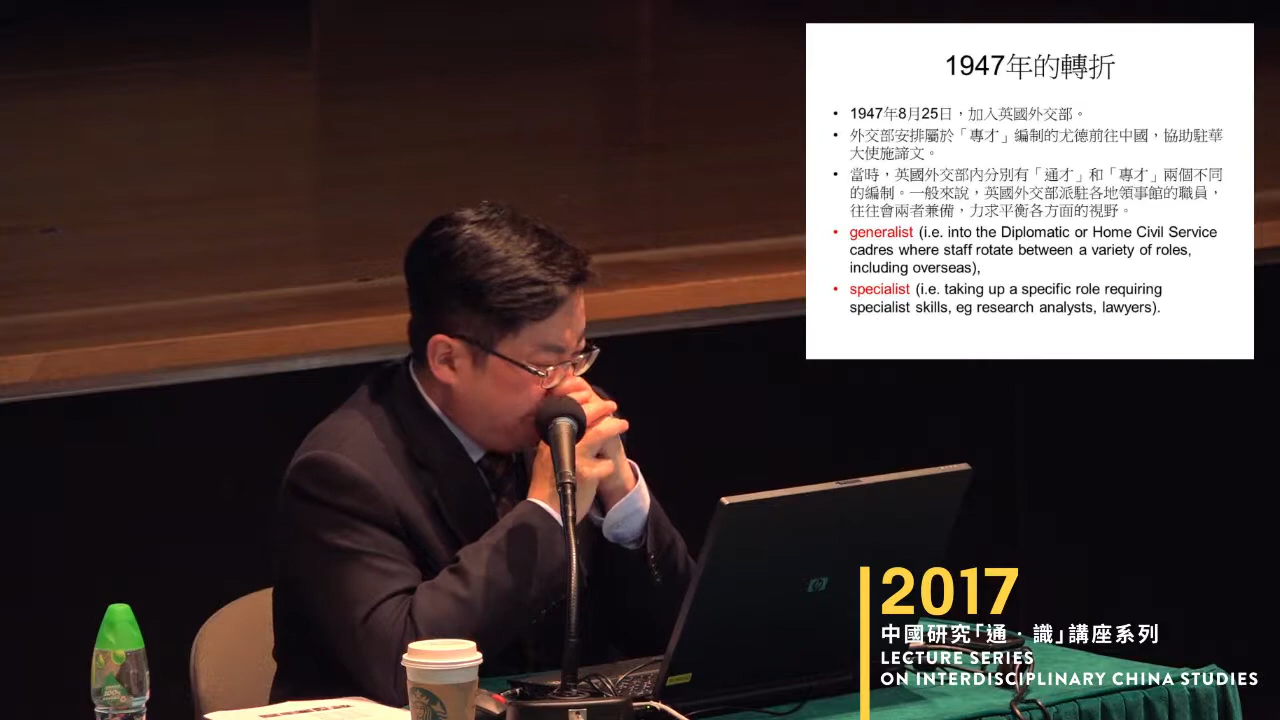 1947年的轉折
• 1947年8月25日，加入英國外交部。
• 外交部安排屬於「專才」編制的尤德前往中國，協助駐華
大使施諦文。
• 當時，英國外交部內分別有「通才」和「專才」兩個不同
的編制。一般來說，英國外交部派駐各地領事館的職員，
往往會兩者兼備，力求平衡各方面的視野。
• generalist (i.e. into the Diplomatic or Home Civil Service
cadres where staff rotate between a variety of roles,
including overseas),
• specialist (i.e. taking up a specific role requiring
specialist skills, eg research analysts, lawyers).
hp
2017
中國研究「通‧識」講座系列
LECTURE SERIES
ON INTERDISCIPLINARY CHINA STUDIES